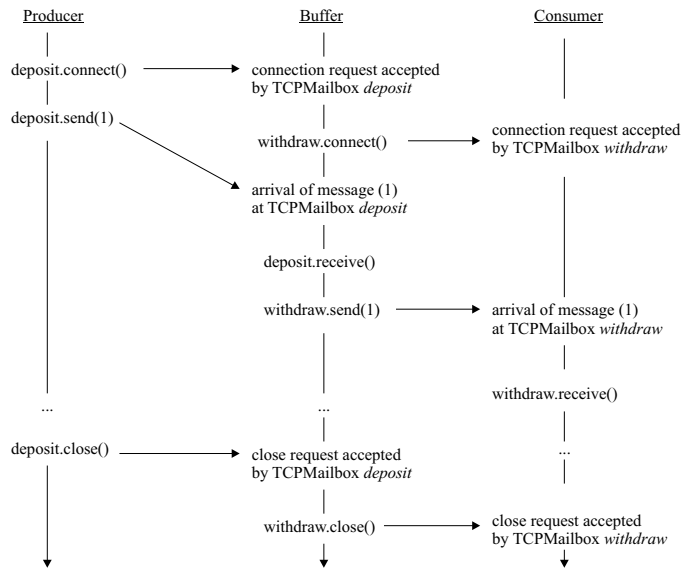 Producer
Buffer
Consumer
deposit.connect()
connection request accepted
by TCPMailbox deposit
deposit.send(1)
withdraw.connect()
connection request accepted
by TCPMailbox withdraw
arrival of message (1)
at TCPMailbox deposit
deposit.receive()
withdraw.send(1)
arrival of message (1)
at TCPMailbox withdraw
withdraw.receive()
...
...
...
deposit.close()
close request accepted
by TCPMailbox deposit
withdraw.close()
close request accepted
by TCPMailbox withdraw